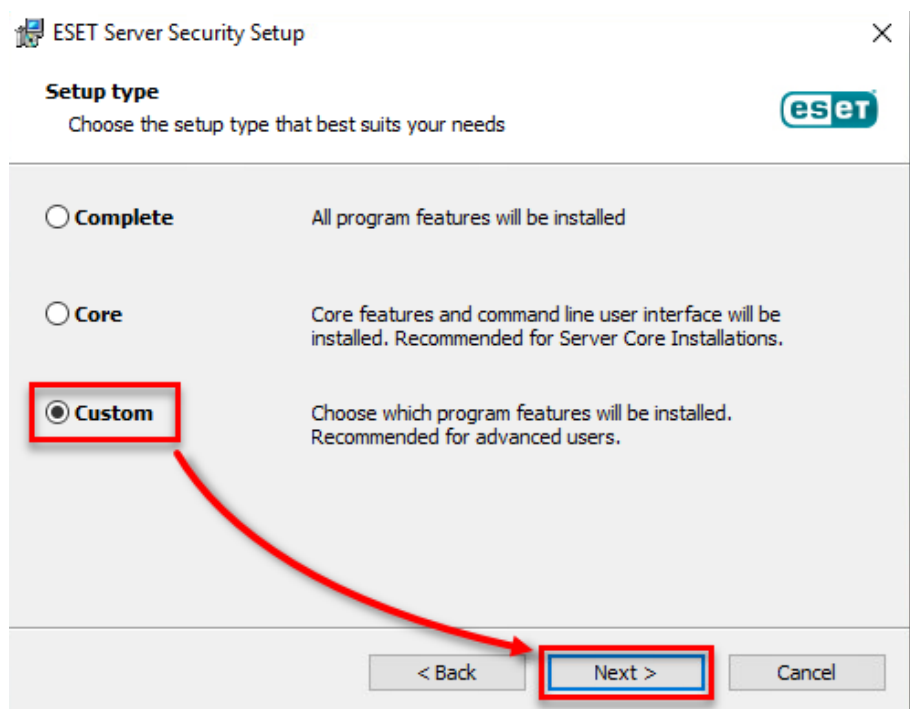 ESET Server Security Setup
Setup type
Choose the setup type that best suits your needs
eset
Complete
All program features will be installed
Core
Core features and command line user interface will be
installed. Recommended for Server Core Installations.
Custom
Choose which program features will be installed.
Recommended for advanced users.
< Back
Next >
Cancel